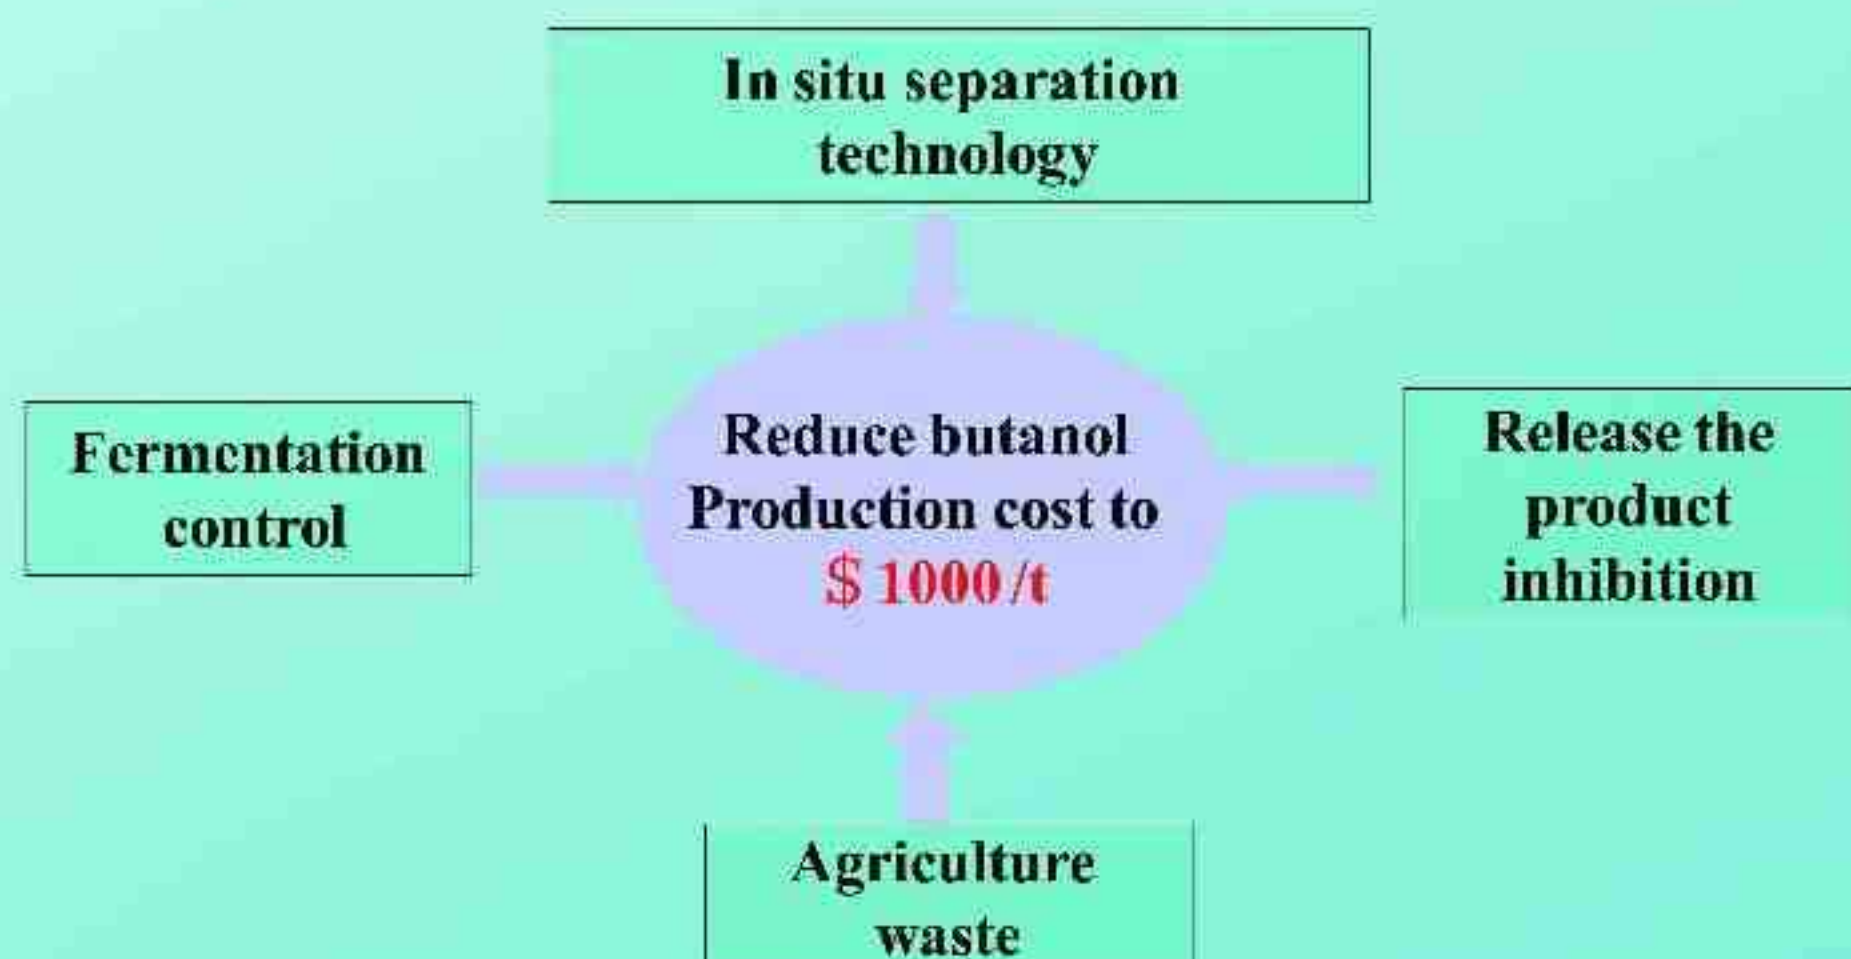 In situ separation
technology
Fermentation
control
Reduce butanol
Production cost to
$ 1000 /t
Release the
product
inhibition
Agriculture
waste